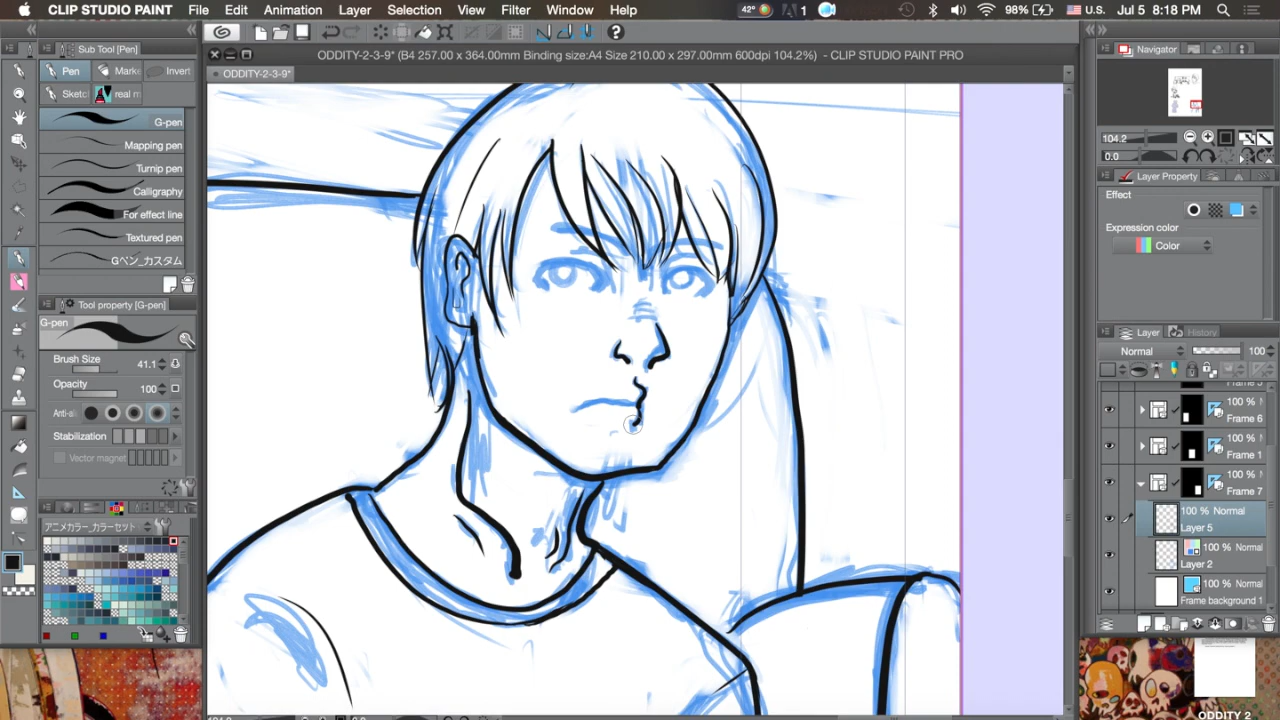 CLIP STUDIO PAINT File Edit Animation Layer Selection View Filter Window Help 42° 1 98% U.S. Jul 5 8:18 PM
Sub Tool [Pen]
Pen Marke Invert
Sketc real m
G-pen
Mapping pen
Turnip pen
Calligraphy
For effect line
Textured pen
Gペン_カスタム
Tool property [G-pen]
G-pen
Brush Size 41.1
Opacity 100
Anti-al
Stabilization
Vector magnet
アニメカラー_カラーセット
ODDITY-2-3-9* (B4 257.00 x 364.00mm Binding size:A4 Size 210.00 x 297.00mm 600dpi 104.2%) - CLIP STUDIO PAINT PRO
ODDITY-2-3-9*
Navigator
104.2
0.0
Layer Property
Effect
Expression color
Color
Layer History
Normal 100
100 % N
Frame 6
100 % N
Frame 1
100 % N
Frame 7
100 % Normal
Layer 5
100 % Normal
Layer 2
100 % Normal
Frame background 1
ODDITY 2